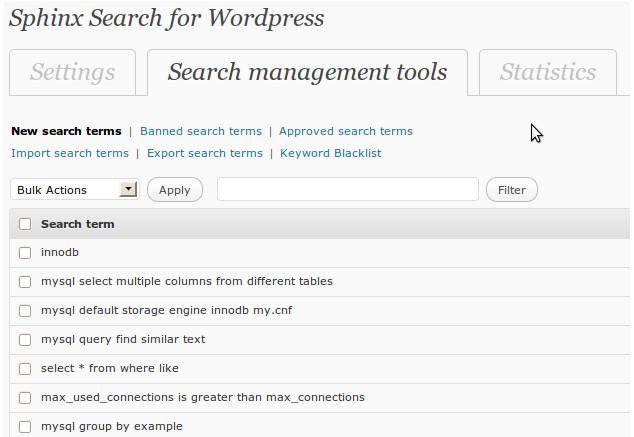 Sphinx Search for Wordpress
Settings Search management tools Statistics
New search terms | Banned search terms | Approved search terms
Import search terms | Export search terms | Keyword Blacklist
Bulk Actions Apply Filter
Search term
innodb
mysql select multiple columns from different tables
mysql default storage engine innodb my.cnf
mysql query find similar text
select * from where like
max_used_connections is greater than max_connections
mysql group by example